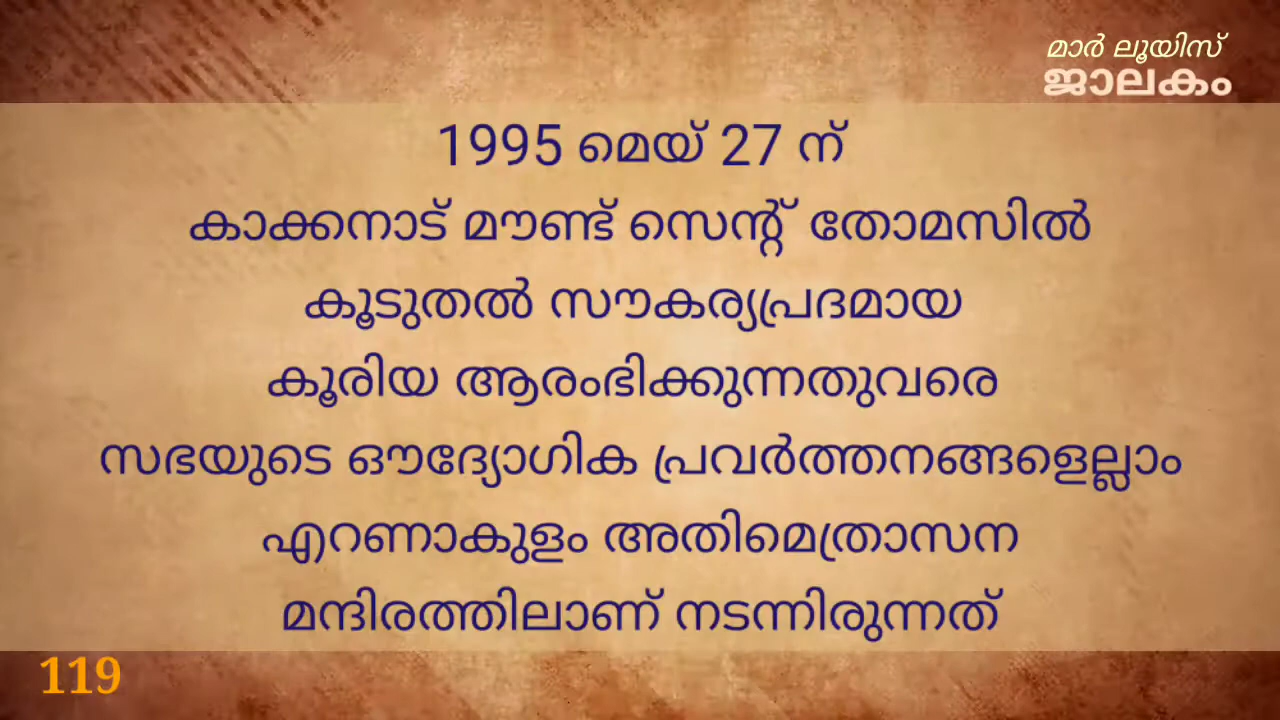 മാർ ലൂയിസ്
ജാലകം
1995 മെയ് 27 ന്
കാക്കനാട് മൗണ്ട് സെന്റ് തോമസിൽ
കൂടുതൽ സൗകര്യപ്രദമായ
കൂരിയ ആരംഭിക്കുന്നതുവരെ
സഭയുടെ ഔദ്യോഗിക പ്രവർത്തനങ്ങളെല്ലാം
എറണാകുളം അതിമെത്രാസന
മന്ദിരത്തിലാണ് നടന്നിരുന്നത്
119